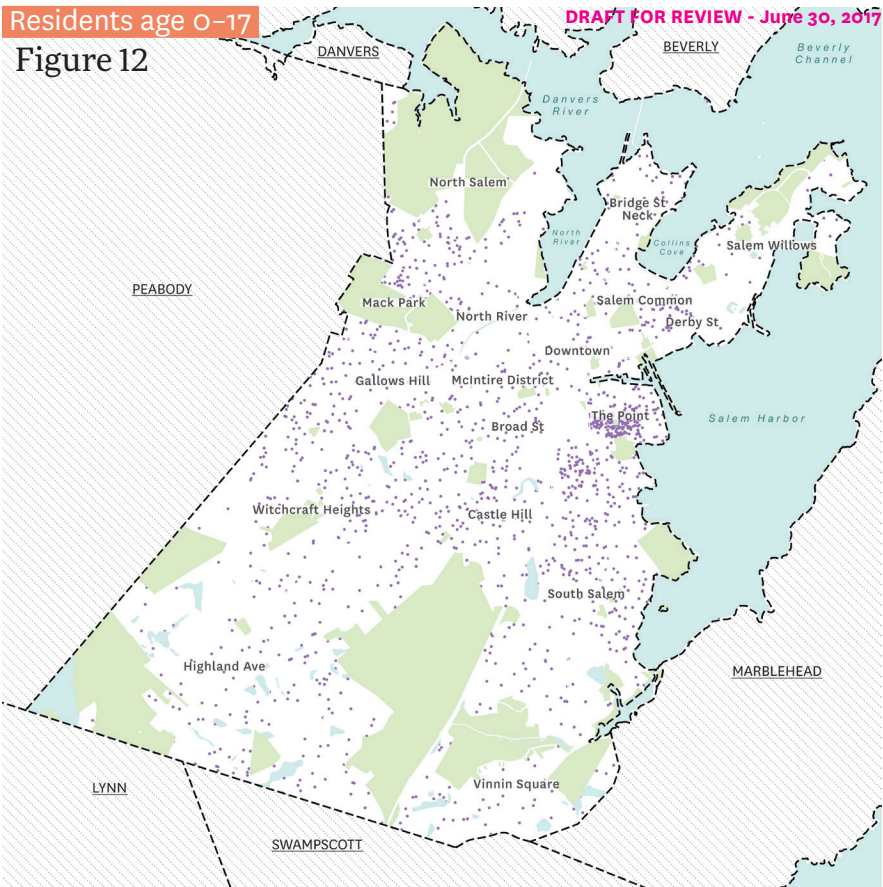 Residents age 0–17
DRAFT FOR REVIEW - June 30, 2017
Figure 12
DANVERS
BEVERLY
Beverly
Channel
Danvers
River
North Salem
Bridge St
Neck
North
River
Collins
Cove
Salem Willows
PEABODY
Mack Park
North River
Salem Common
Derby St
Downtown
Gallows Hill
McIntire District
The Point
Broad St
Salem Harbor
Witchcraft Heights
Castle Hill
South Salem
Highland Ave
MARBLEHEAD
LYNN
Vinnin Square
SWAMPSCOTT